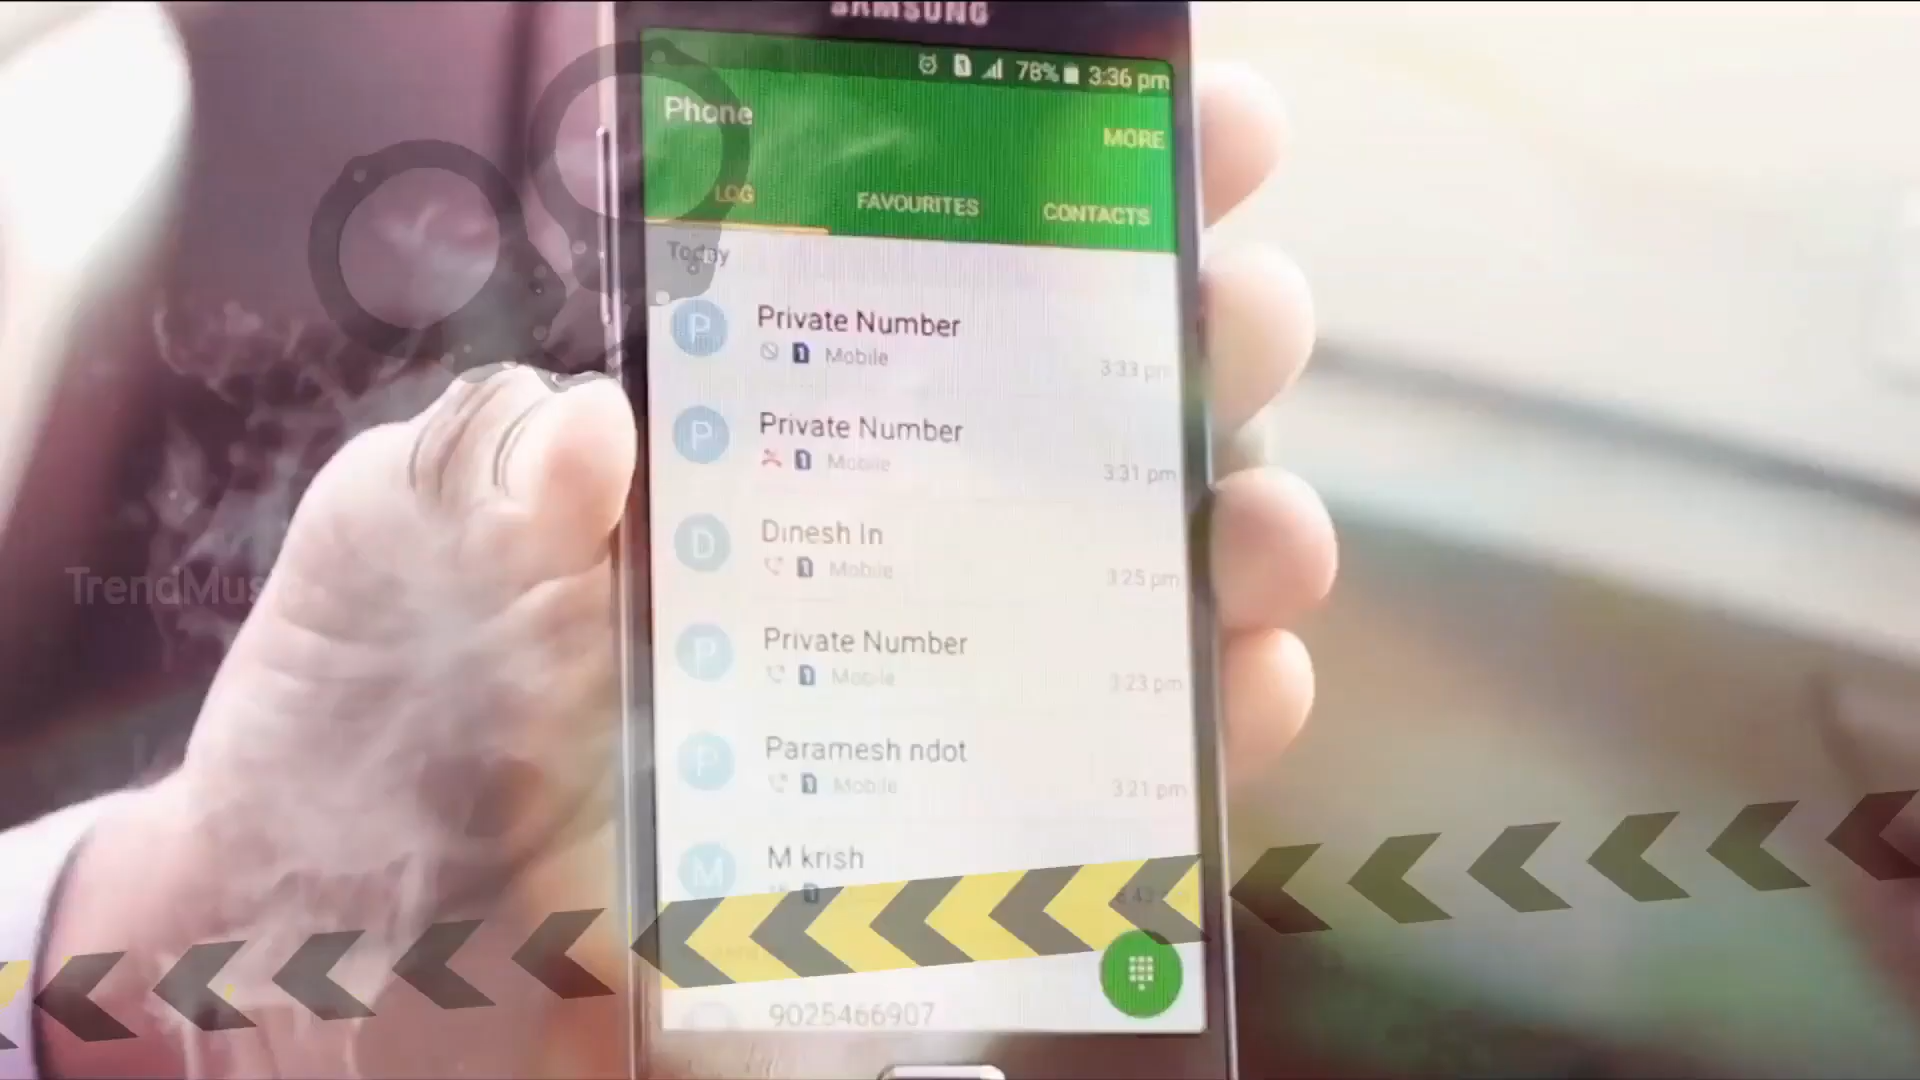 SAMSUNG
78% 3:36 pm
Phone
MORE
LOG FAVOURITES CONTACTS
Today
P Private Number
Mobile 3:33 pm
P Private Number
Mobile 3:31 pm
D Dinesh In
Mobile 3:25 pm
P Private Number
Mobile 3:23 pm
P Paramesh ndot
Mobile 3:21 pm
M M krish
9025466907
TrendMusic